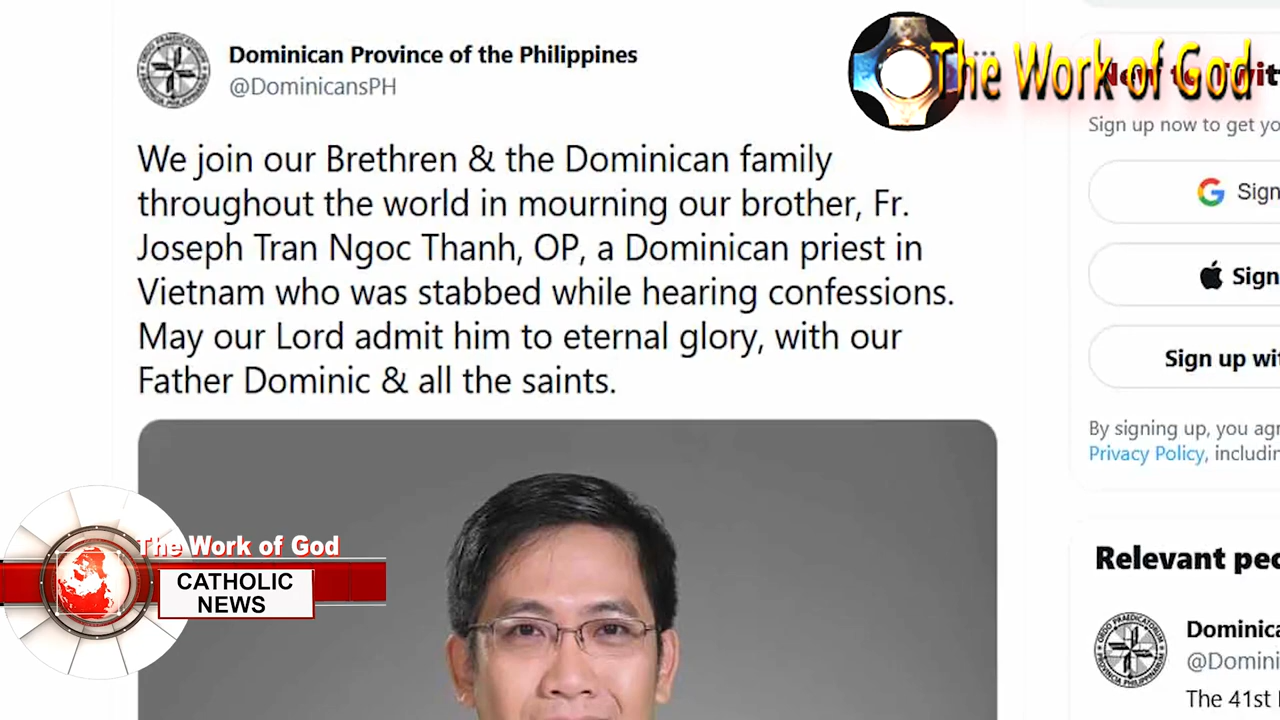 Dominican Province of the Philippines
@DominicansPH
We join our Brethren & the Dominican family
throughout the world in mourning our brother, Fr.
Joseph Tran Ngoc Thanh, OP, a Dominican priest in
Vietnam who was stabbed while hearing confessions.
May our Lord admit him to eternal glory, with our
Father Dominic & all the saints.
The Work of God
New to Twit
Sign up now to get yo
Sign
Sign
Sign up wit
By signing up, you agr
Privacy Policy, includin
Relevant peo
Dominica
@Domini
The 41st
The Work of God
CATHOLIC
NEWS